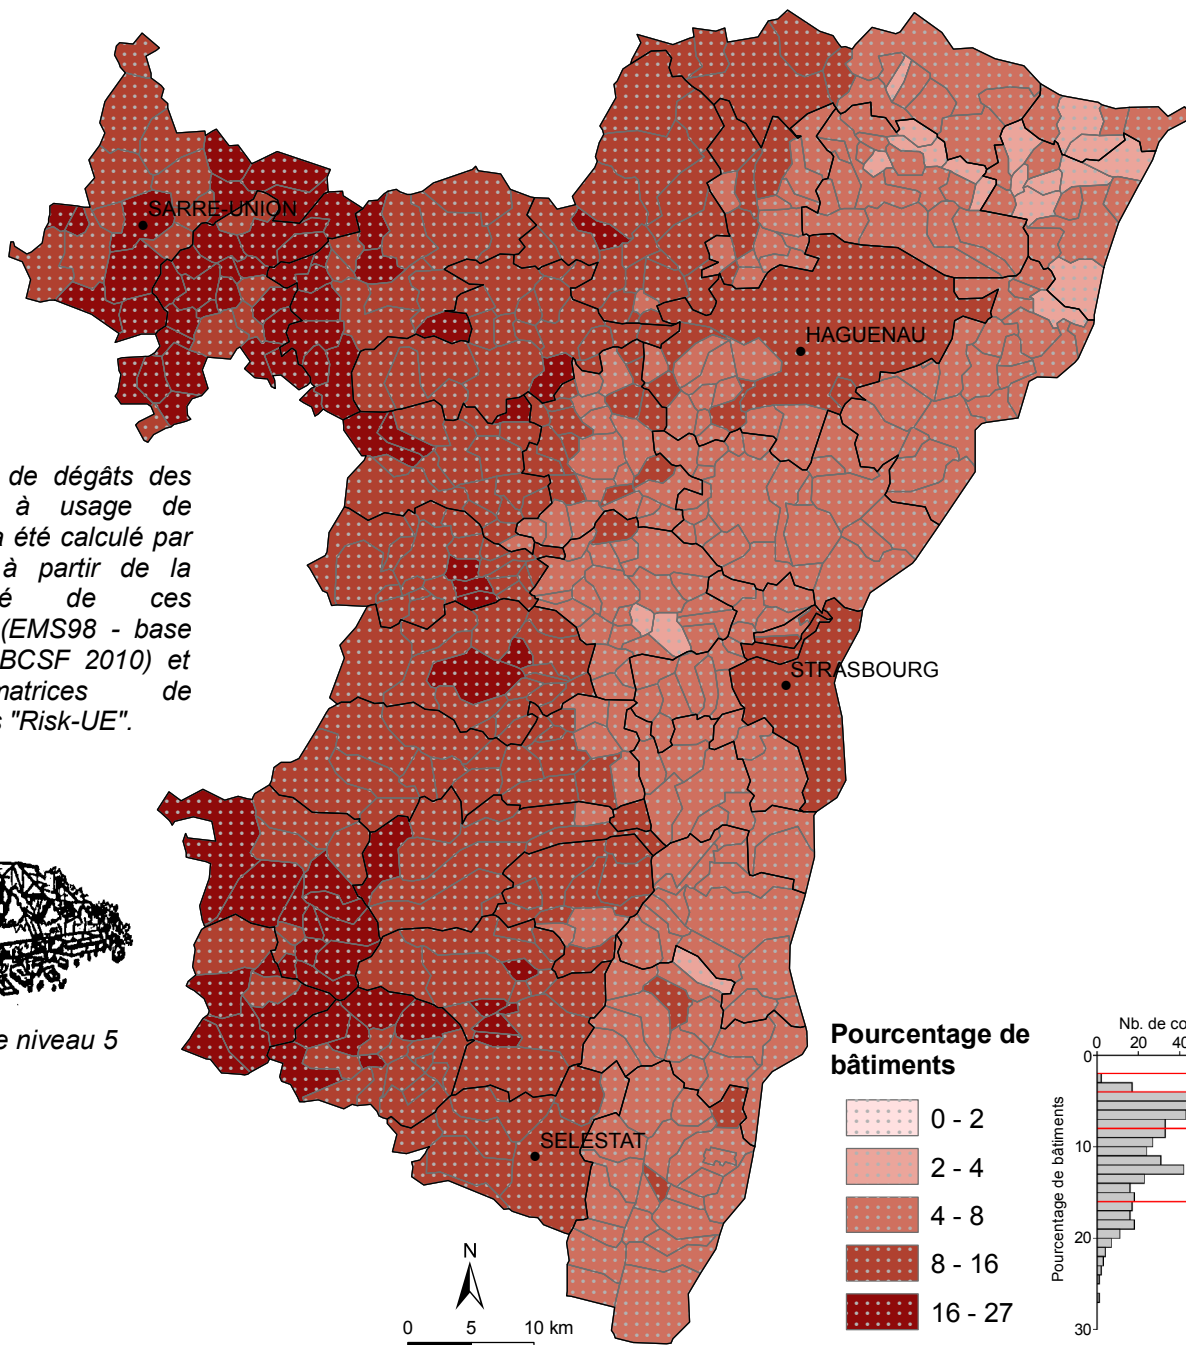 SARRE-UNION
HAGUENAU
de dégâts des
à usage de
a été calculé par
à partir de la
de ces
(EMS98 - base
BCSF 2010) et
de
"Risk-UE".
STRASBOURG
niveau 5
SELESTAT
N
0 5 10 km
Pourcentage de
bâtiments
0 - 2
2 - 4
4 - 8
8 - 16
16 - 27
Nb. de
0 20 40
0
10
20
30
Pourcentage de bâtiments